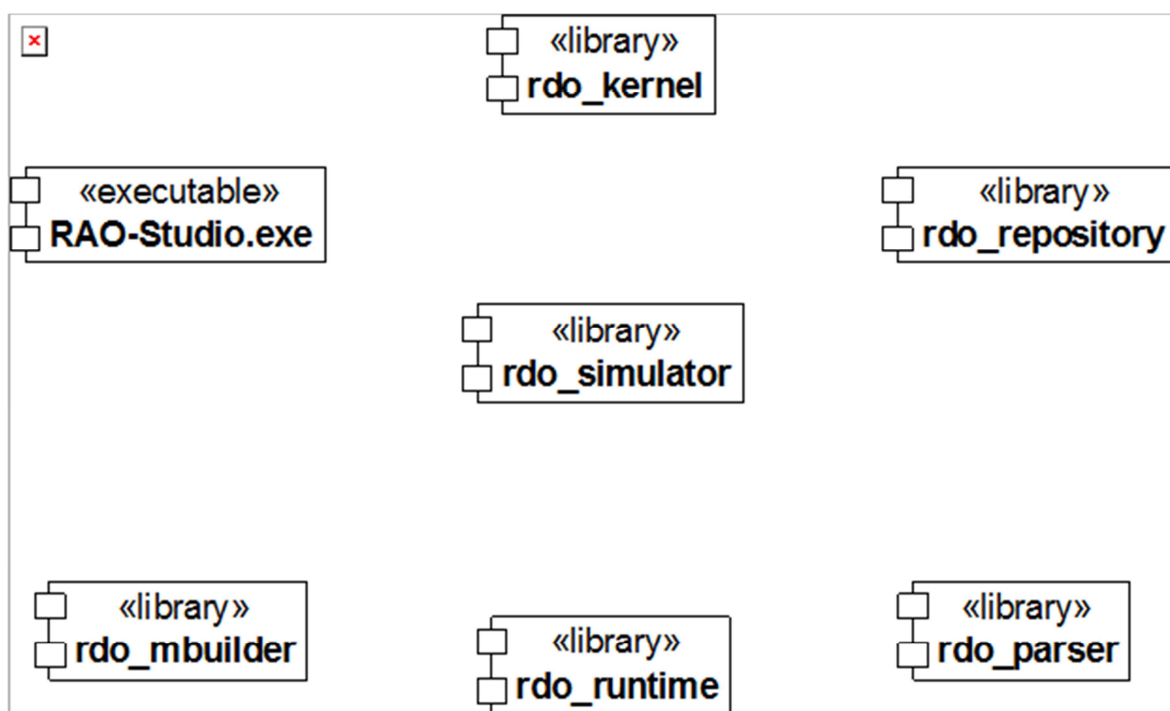 «library»
rdo_kernel
«executable»
RAO-Studio.exe
«library»
rdo_repository
«library»
rdo_simulator
«library»
rdo_mbuilder
«library»
rdo_runtime
«library»
rdo_parser